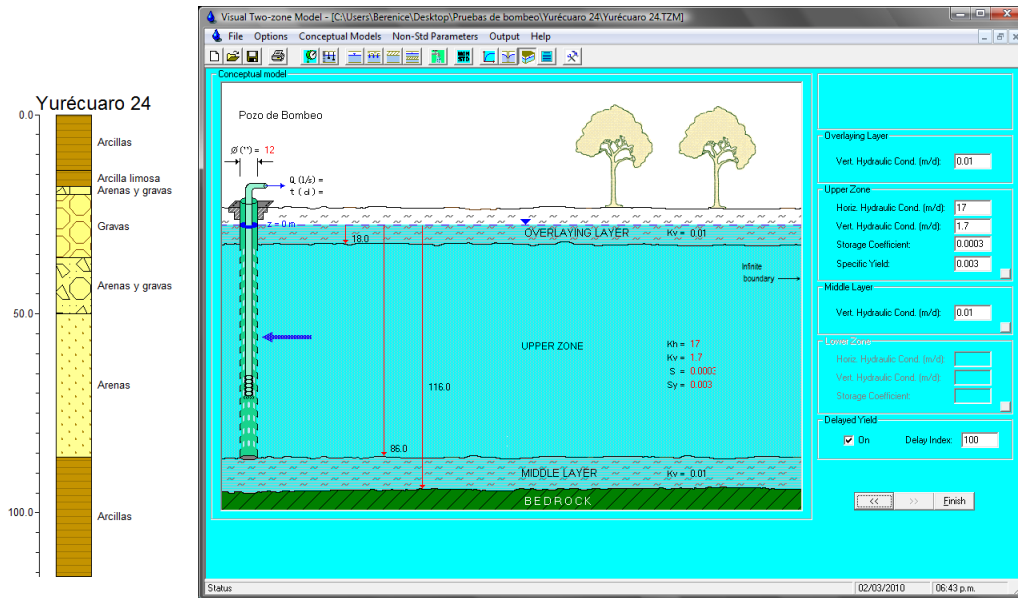 Yurécuaro 24
0.0
50.0
100.0
Arcillas
Arcilla limosa
Arenas y gravas
Gravas
Arenas y gravas
Arenas
Arcillas
Visual Two-zone Model - [C:\Users\Berenice\Desktop\Pruebas de bombeo\Yurécuaro 24\Yurécuaro 24.TZM]
File Options Conceptual Models Non-Std Parameters Output Help
NON STD
Conceptual model
Pozo de Bombeo
Ø (") = 12
Q (l/s) =
t (d) =
z = 0 m
18.0
OVERLAYING LAYER Kv = 0.01
Infinite
boundary
UPPER ZONE
Kh = 17
Kv = 1.7
S = 0.0003
Sy = 0.003
116.0
86.0
MIDDLE LAYER Kv = 0.01
BEDROCK
Overlaying Layer
Vert. Hydraulic Cond. (m/d): 0.01
Upper Zone
Horiz. Hydraulic Cond. (m/d): 17
Vert. Hydraulic Cond. (m/d): 1.7
Storage Coefficient: 0.0003
Specific Yield: 0.003
Middle Layer
Vert. Hydraulic Cond. (m/d): 0.01
Lower Zone
Horiz. Hydraulic Cond. (m/d):
Vert. Hydraulic Cond. (m/d):
Storage Coefficient:
Delayed Yield
On Delay Index: 100
<< >> Finish
Status 02/03/2010 06:43 p.m.